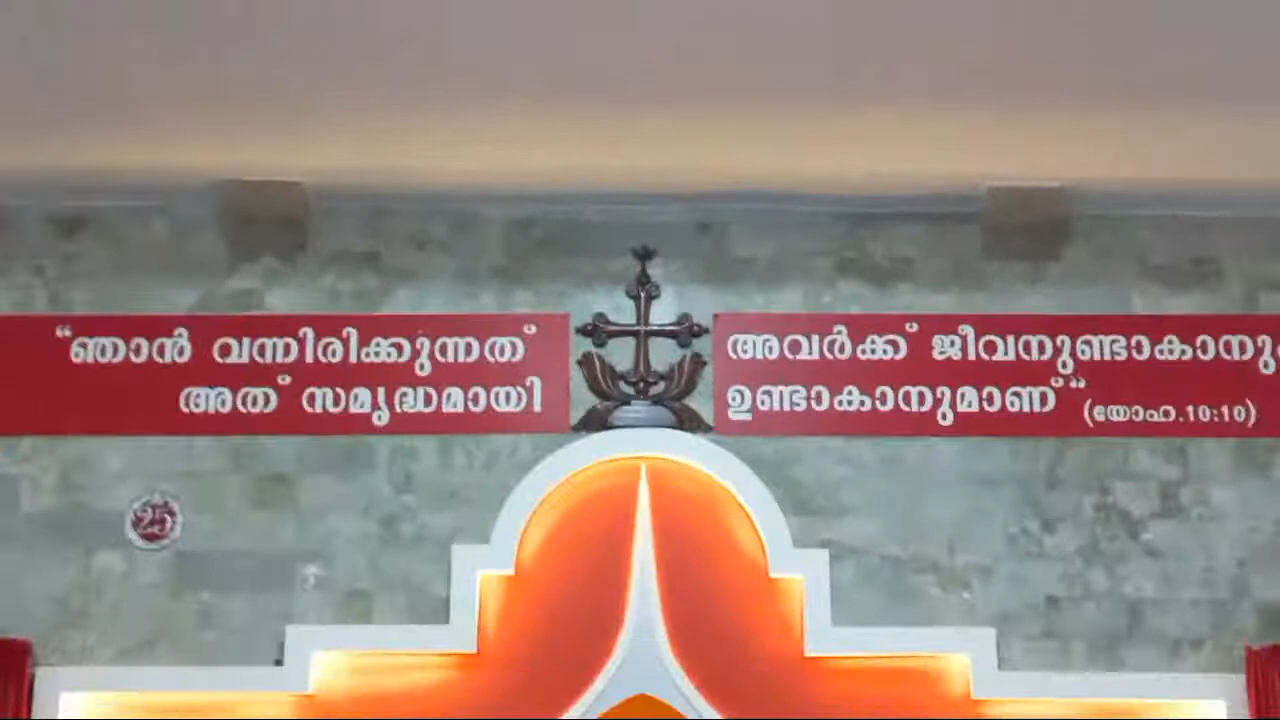 “ഞാൻ വന്നിരിക്കുന്നത് അവർക്ക് ജീവനുണ്ടാകാനും
അത് സമൃദ്ധമായി ഉണ്ടാകാനുമാണ്” (യോഹ.10:10)
25